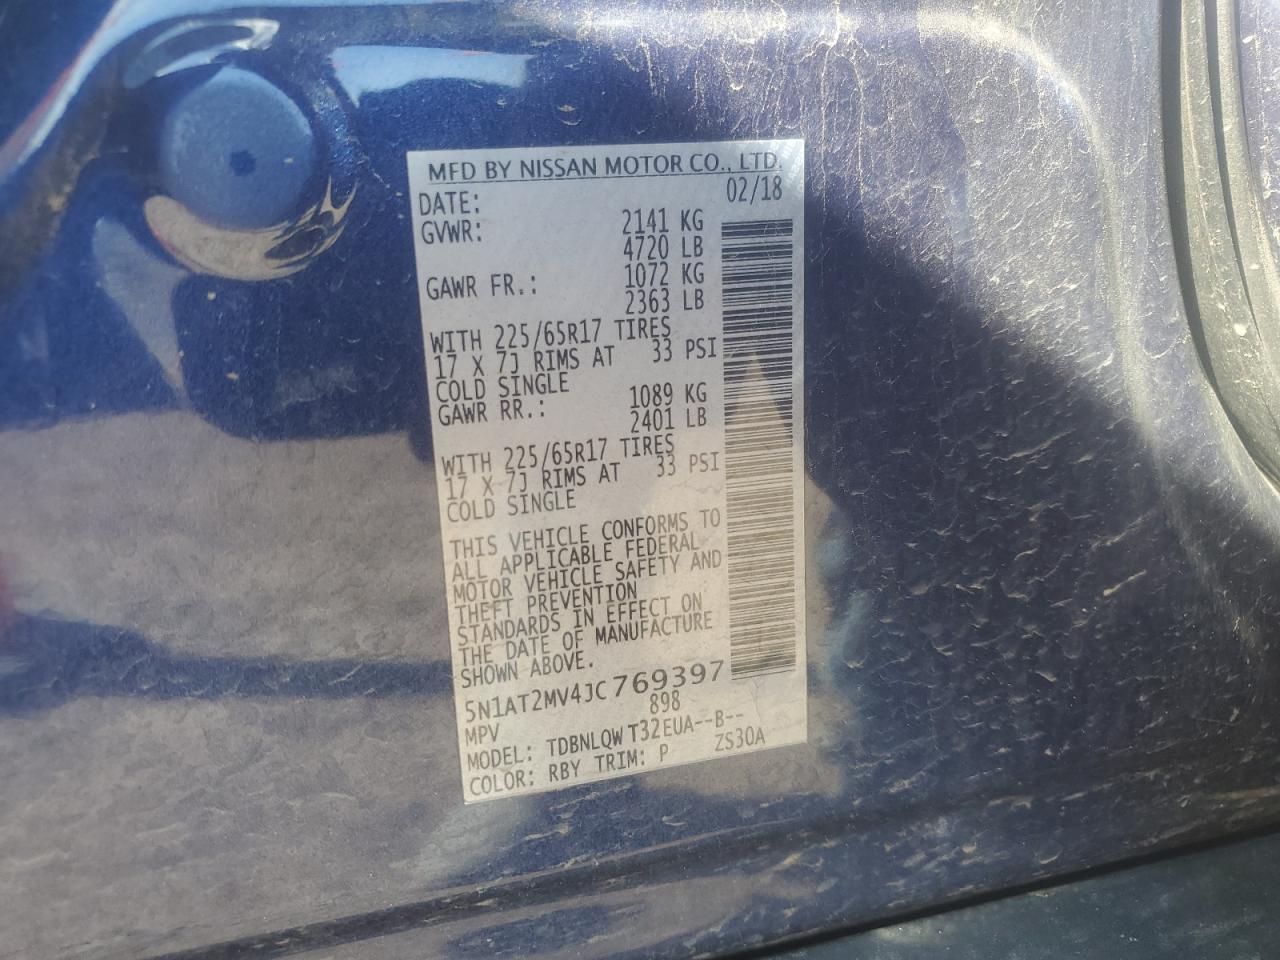 MFD BY NISSAN MOTOR CO., LTD.
DATE: 02/18
GVWR: 2141 KG
4720 LB
GAWR FR.: 1072 KG
2363 LB
WITH 225/65R17 TIRES
17 X 7J RIMS AT 33 PSI
COLD SINGLE
GAWR RR.: 1089 KG
2401 LB
WITH 225/65R17 TIRES
17 X 7J RIMS AT 33 PSI
COLD SINGLE
THIS VEHICLE CONFORMS TO
ALL APPLICABLE FEDERAL
MOTOR VEHICLE SAFETY AND
THEFT PREVENTION
STANDARDS IN EFFECT ON
THE DATE OF MANUFACTURE
SHOWN ABOVE.
5N1AT2MV4JC769397
MPV 898
MODEL: TDBNLQWT32EUA--B--
COLOR: RBY TRIM: P ZS30A